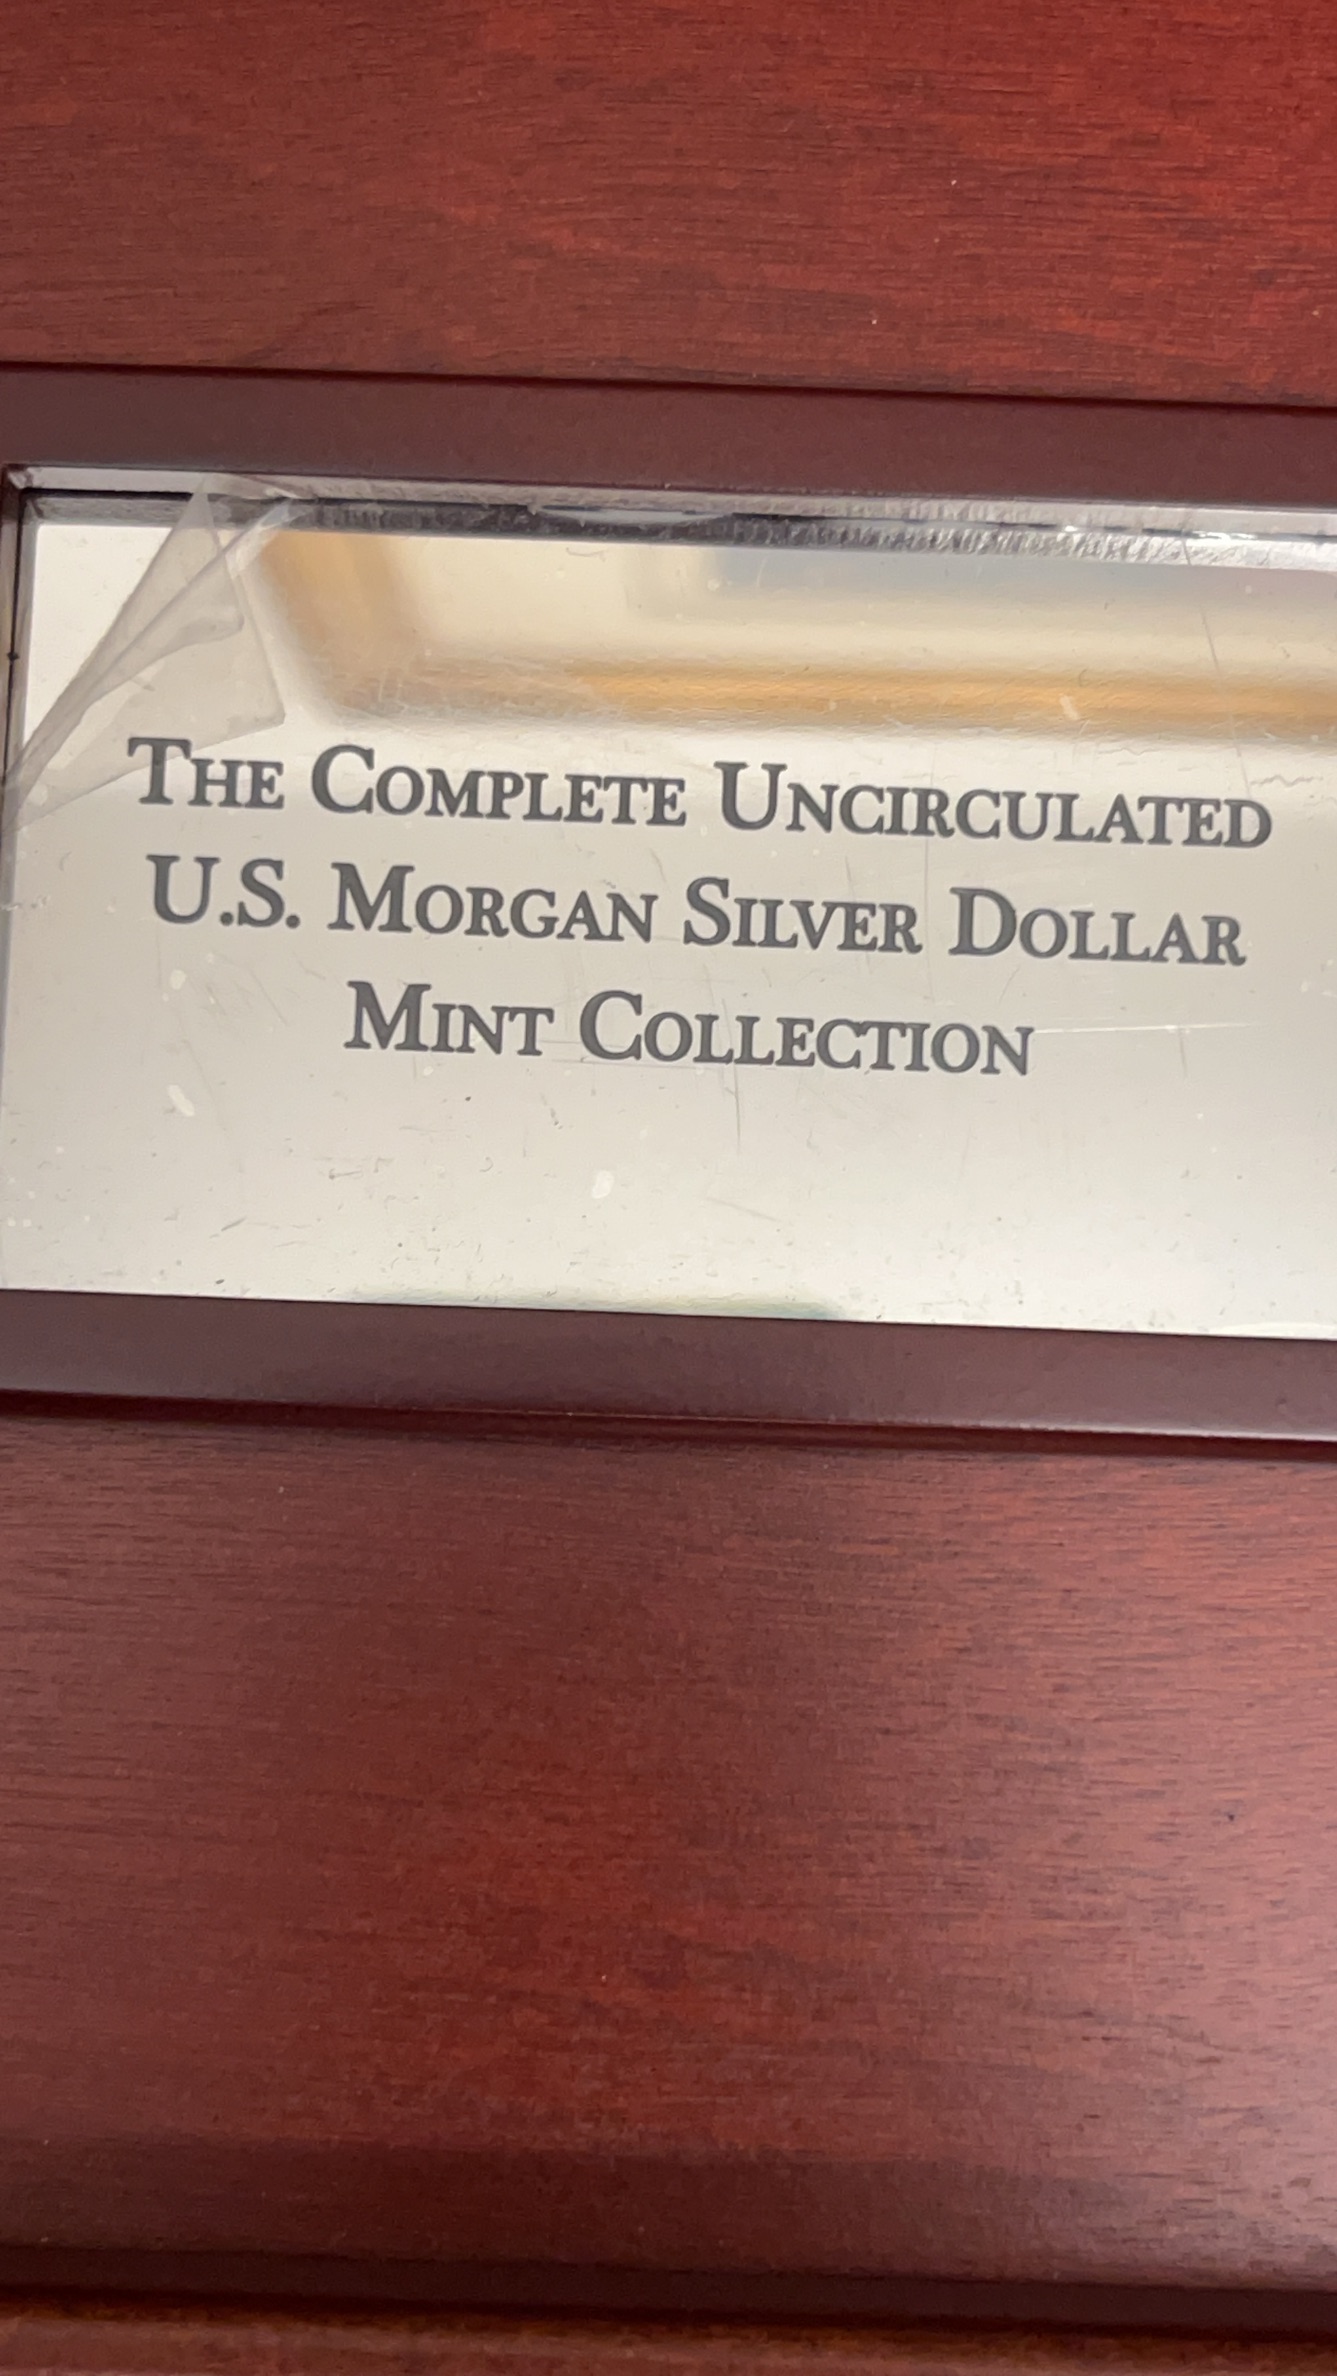 The Complete Uncirculated
U.S. Morgan Silver Dollar
Mint Collection